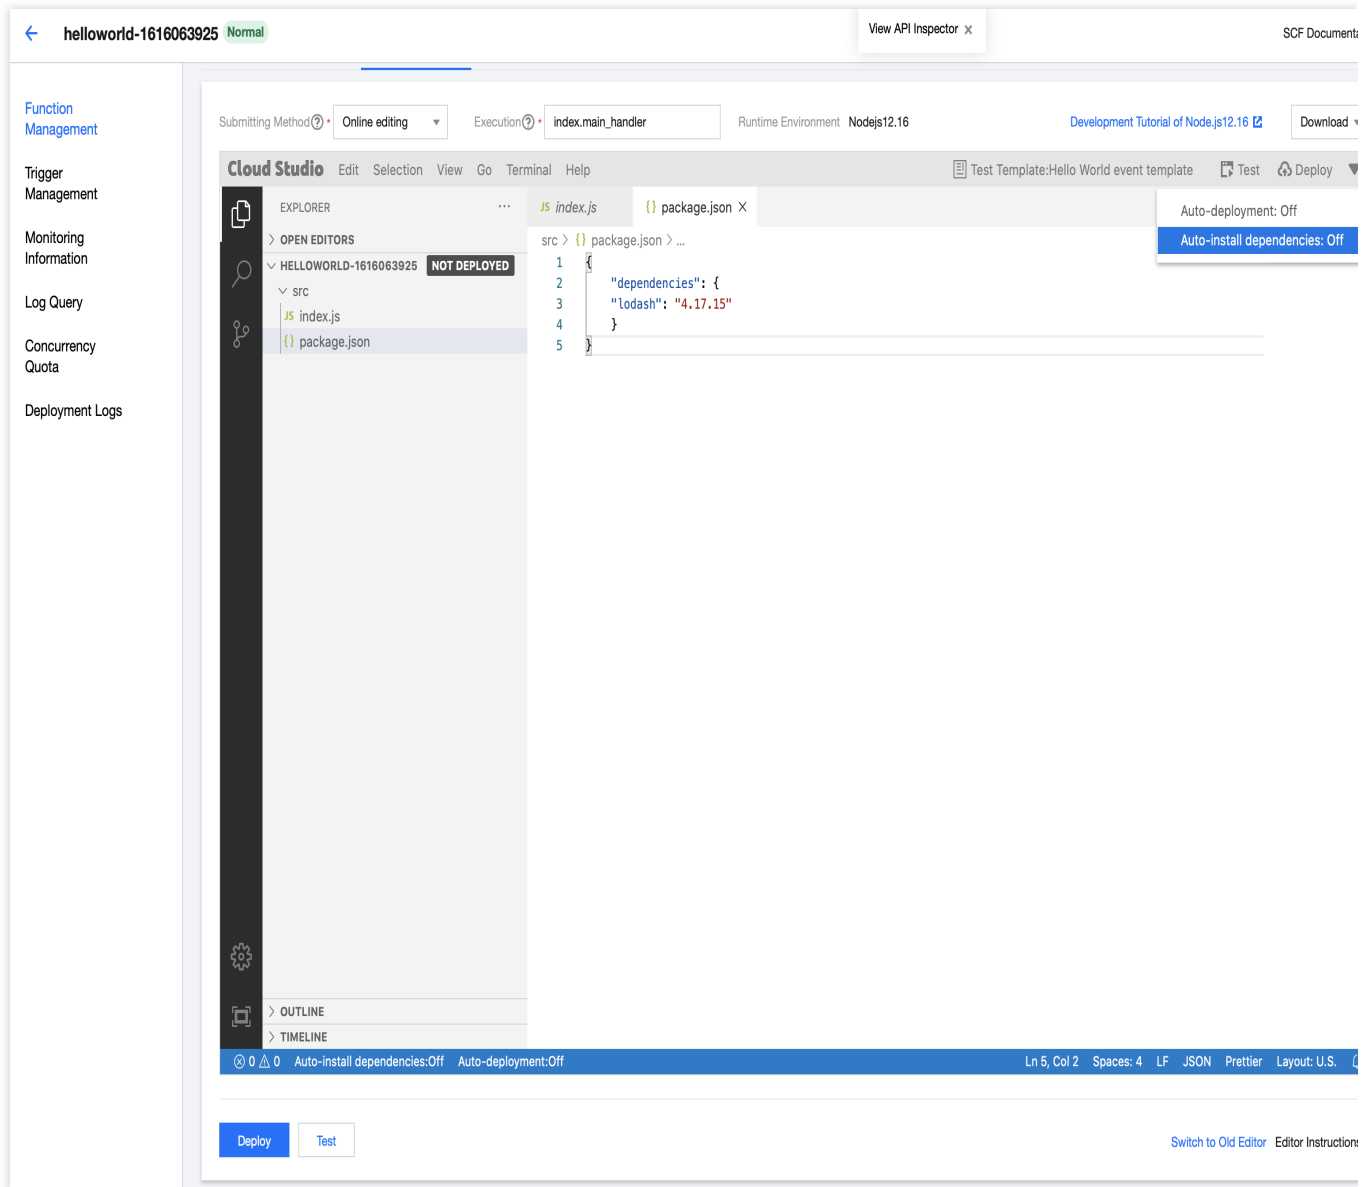 helloworld-1616063925 Normal
View API Inspector ×
SCF Documenta
Function
Management
Trigger
Management
Monitoring
Information
Log Query
Concurrency
Quota
Deployment Logs
Submitting Method ? * Online editing Execution ? * index.main_handler Runtime Environment Nodejs12.16 Development Tutorial of Node.js12.16 Download
Cloud Studio Edit Selection View Go Terminal Help Test Template:Hello World event template Test Deploy
EXPLORER ... JS index.js {} package.json X
Auto-deployment: Off
Auto-install dependencies: Off
OPEN EDITORS
HELLOWORLD-1616063925 NOT DEPLOYED
src
JS index.js
{} package.json
src > {} package.json > ...
1 {
2 "dependencies": {
3 "lodash": "4.17.15"
4 }
5 }
OUTLINE
TIMELINE
0 0 Auto-install dependencies:Off Auto-deployment:Off Ln 5, Col 2 Spaces: 4 LF JSON Prettier Layout: U.S.
Deploy Test
Switch to Old Editor Editor Instructions